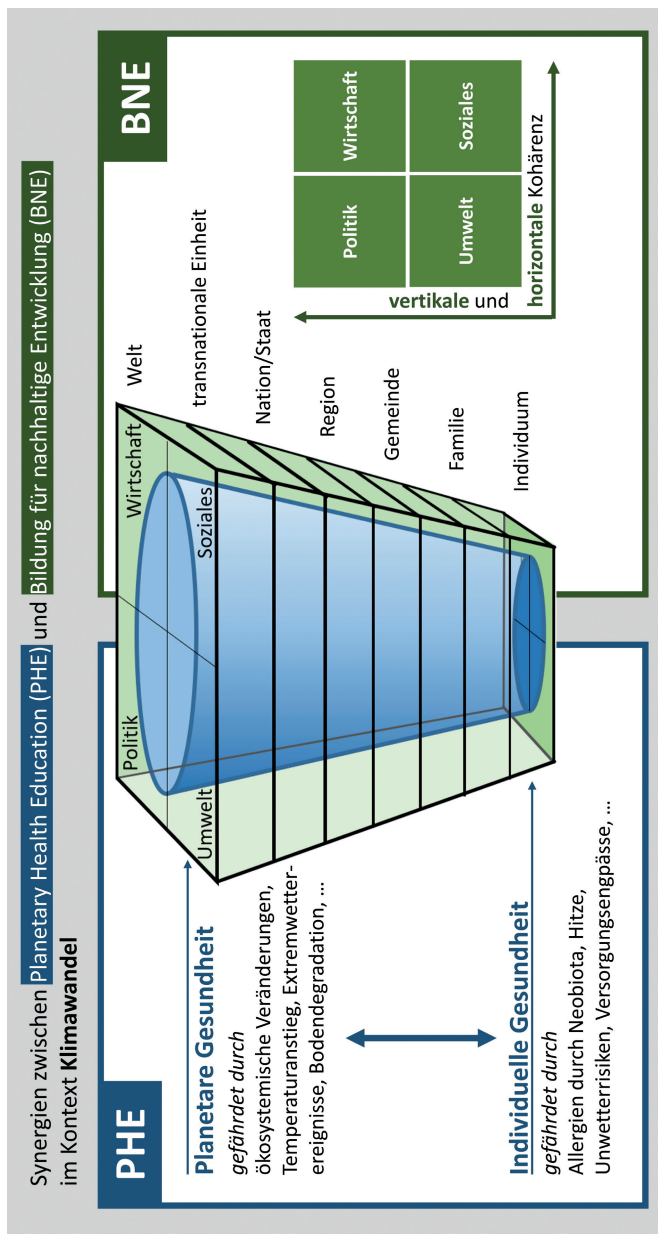 Synergien zwischen Planetary Health Education (PHE) und Bildung für nachhaltige Entwicklung (BNE)
im Kontext Klimawandel
PHE
Planetare Gesundheit
gefährdet durch
ökosystemische Veränderungen,
Temperaturanstieg, Extremwetter-
ereignisse, Bodendegradation, ...
Individuelle Gesundheit
gefährdet durch
Allergien durch Neobiota, Hitze,
Unwetterrisiken, Versorgungsengpässe, ...
Politik
Wirtschaft
Umwelt
Soziales
Welt
transnationale Einheit
Nation/Staat
Region
Gemeinde
Familie
Individuum
BNE
Politik
Wirtschaft
Umwelt
Soziales
vertikale und
horizontale Kohärenz